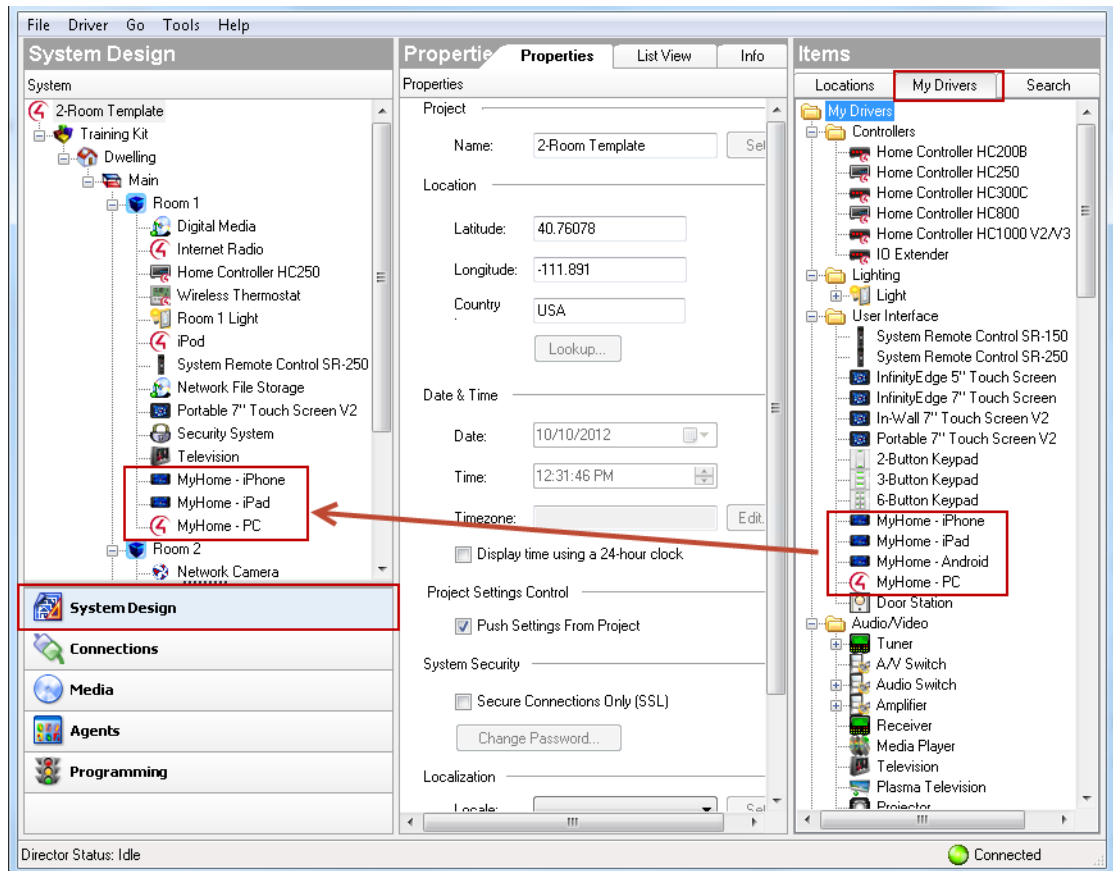 File Driver Go Tools Help
System Design
System
2-Room Template
Training Kit
Dwelling
Main
Room 1
Digital Media
Internet Radio
Home Controller HC250
Wireless Thermostat
Room 1 Light
iPod
System Remote Control SR-250
Network File Storage
Portable 7" Touch Screen V2
Security System
Television
MyHome - iPhone
MyHome - iPad
MyHome - PC
Room 2
Network Camera
System Design
Connections
Media
Agents
Programming
Propertie Properties List View Info
Properties
Project
Name: 2-Room Template Set
Location
Latitude: 40.76078
Longitude: -111.891
Country USA
Lookup...
Date & Time
Date: 10/10/2012
Time: 12:31:46 PM
Timezone: Edit.
Display time using a 24-hour clock
Project Settings Control
Push Settings From Project
System Security
Secure Connections Only (SSL)
Change Password...
Localization
Locale: Set
Items
Locations My Drivers Search
My Drivers
Controllers
Home Controller HC200B
Home Controller HC250
Home Controller HC300C
Home Controller HC800
Home Controller HC1000 V2/V3
IO Extender
Lighting
Light
User Interface
System Remote Control SR-150
System Remote Control SR-250
InfinityEdge 5" Touch Screen
InfinityEdge 7" Touch Screen
In-Wall 7" Touch Screen V2
Portable 7" Touch Screen V2
2-Button Keypad
3-Button Keypad
6-Button Keypad
MyHome - iPhone
MyHome - iPad
MyHome - Android
MyHome - PC
Door Station
Audio/Video
Tuner
A/V Switch
Audio Switch
Amplifier
Receiver
Media Player
Television
Plasma Television
Projector
Director Status: Idle
Connected